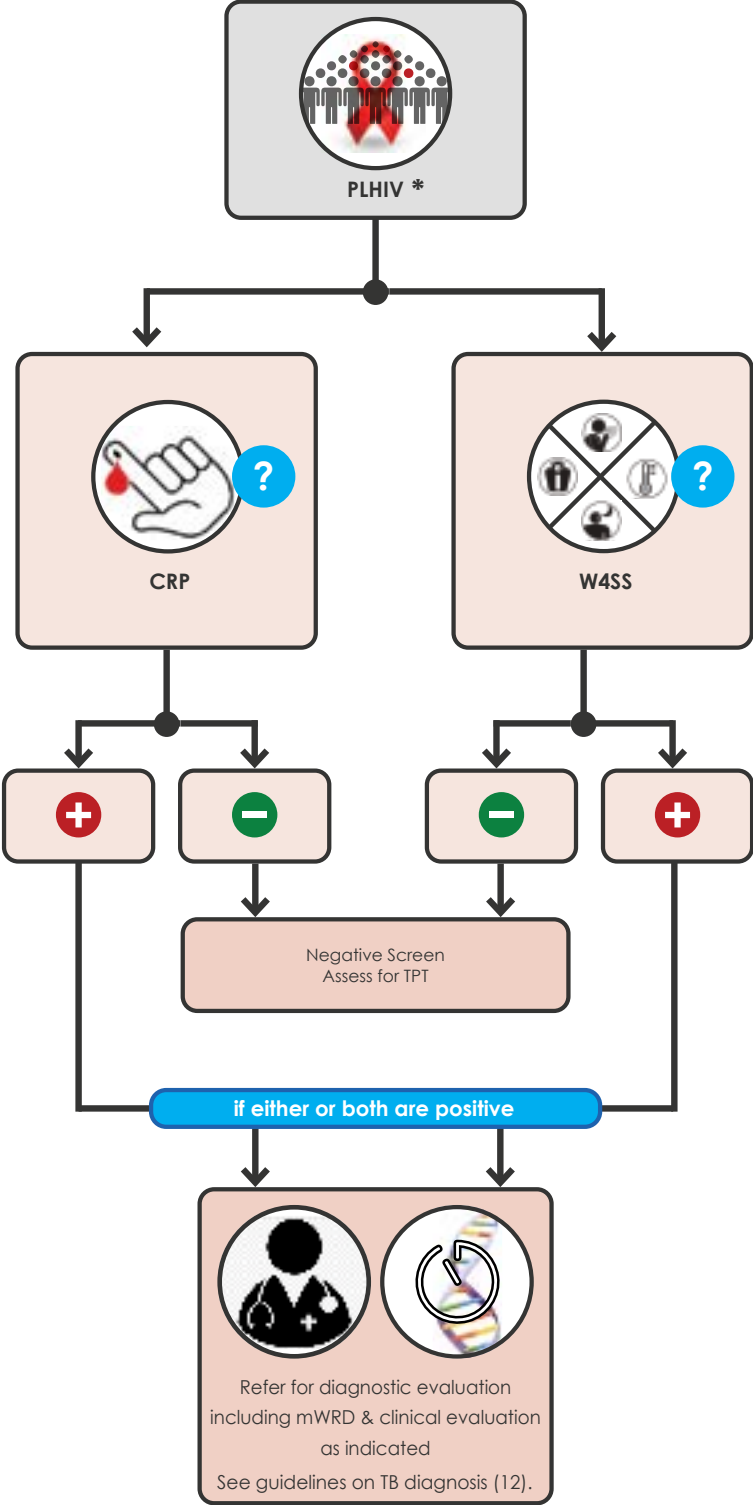 PLHIV *
?
?
CRP
W4SS
Negative Screen
Assess for TPT
if either or both are positive
Refer for diagnostic evaluation
including mWRD & clinical evaluation
as indicated
See guidelines on TB diagnosis (12).